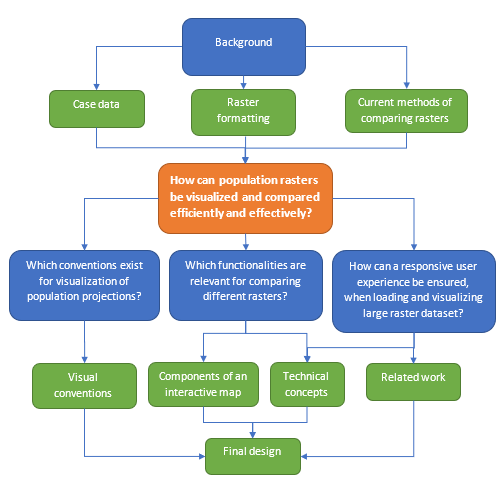 Background
Case data
Raster
formatting
Current methods of
comparing rasters
How can population rasters
be visualized and compared
efficiently and effectively?
Which conventions exist
for visualization of
population projections?
Which functionalities are
relevant for comparing
different rasters?
How can a responsive user
experience be ensured,
when loading and visualizing
large raster dataset?
Visual
conventions
Components of an
interactive map
Technical
concepts
Related work
Final design